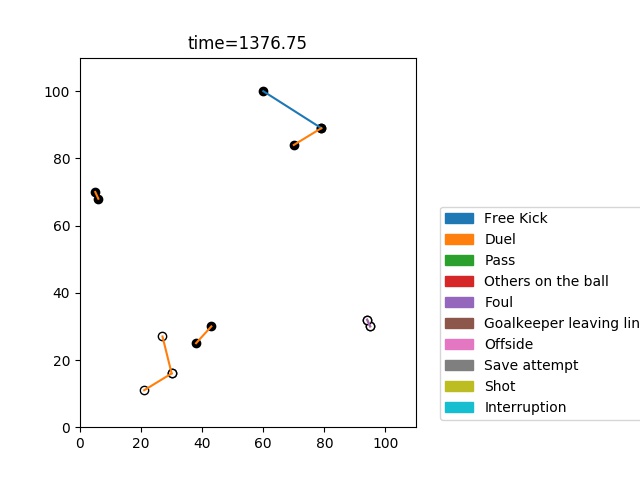 time=1376.75
100
80
60
40
20
0
0 20 40 60 80 100
Free Kick
Duel
Pass
Others on the ball
Foul
Goalkeeper leaving lin
Offside
Save attempt
Shot
Interruption